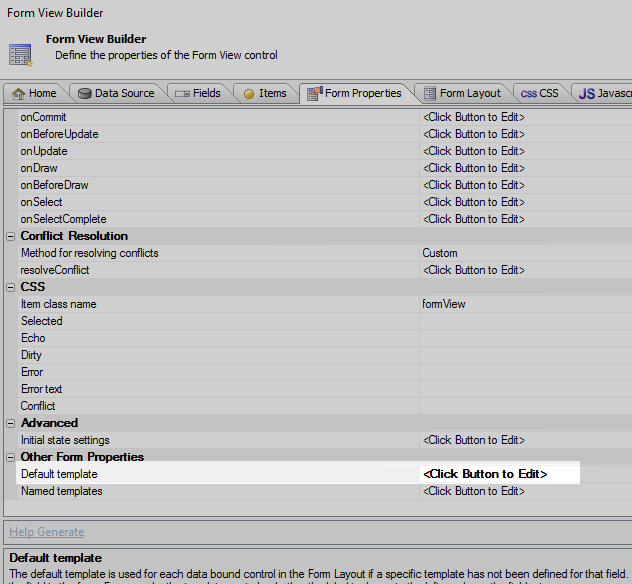 Form View Builder
Form View Builder
Define the properties of the Form View control
Home Data Source Fields Items Form Properties Form Layout CSS CSS JS Javasc
onCommit <Click Button to Edit>
onBeforeUpdate <Click Button to Edit>
onUpdate <Click Button to Edit>
onDraw <Click Button to Edit>
onBeforeDraw <Click Button to Edit>
onSelect <Click Button to Edit>
onSelectComplete <Click Button to Edit>
Conflict Resolution
Method for resolving conflicts Custom
resolveConflict <Click Button to Edit>
CSS
Item class name formView
Selected
Echo
Dirty
Error
Error text
Conflict
Advanced
Initial state settings <Click Button to Edit>
Other Form Properties
Default template <Click Button to Edit>
Named templates <Click Button to Edit>
Help Generate
Default template
The default template is used for each data bound control in the Form Layout if a specific template has not been defined for that field.